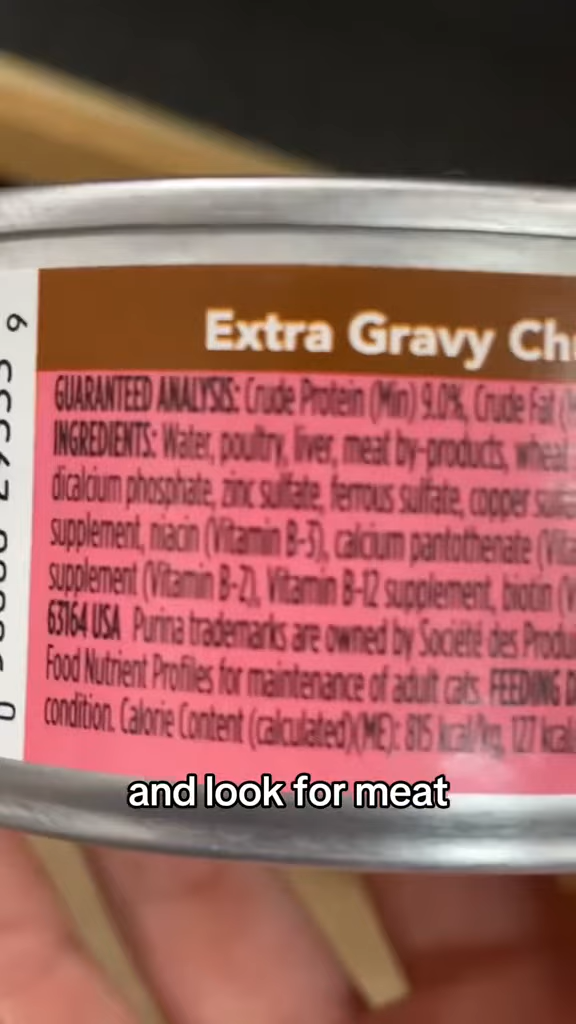 Extra Gravy Ch
GUARANTEED ANALYSIS: Crude Protein (Min) 9.0%, Crude Fat (
INGREDIENTS: Water, poultry, liver, meat by-products, wheat
dicalcium phosphate, zinc sulfate, ferrous sulfate, copper
supplement, niacin (Vitamin B-3), calcium pantothenate (
supplement (Vitamin B-2), Vitamin B-12 supplement, biotin (
63164 USA Purina trademarks are owned by Société des
Food Nutrient Profiles for maintenance of adult cats. FEEDING
condition. Calorie Content (calculated)(ME): 815 kcal/kg, 127 kcal
and look for meat